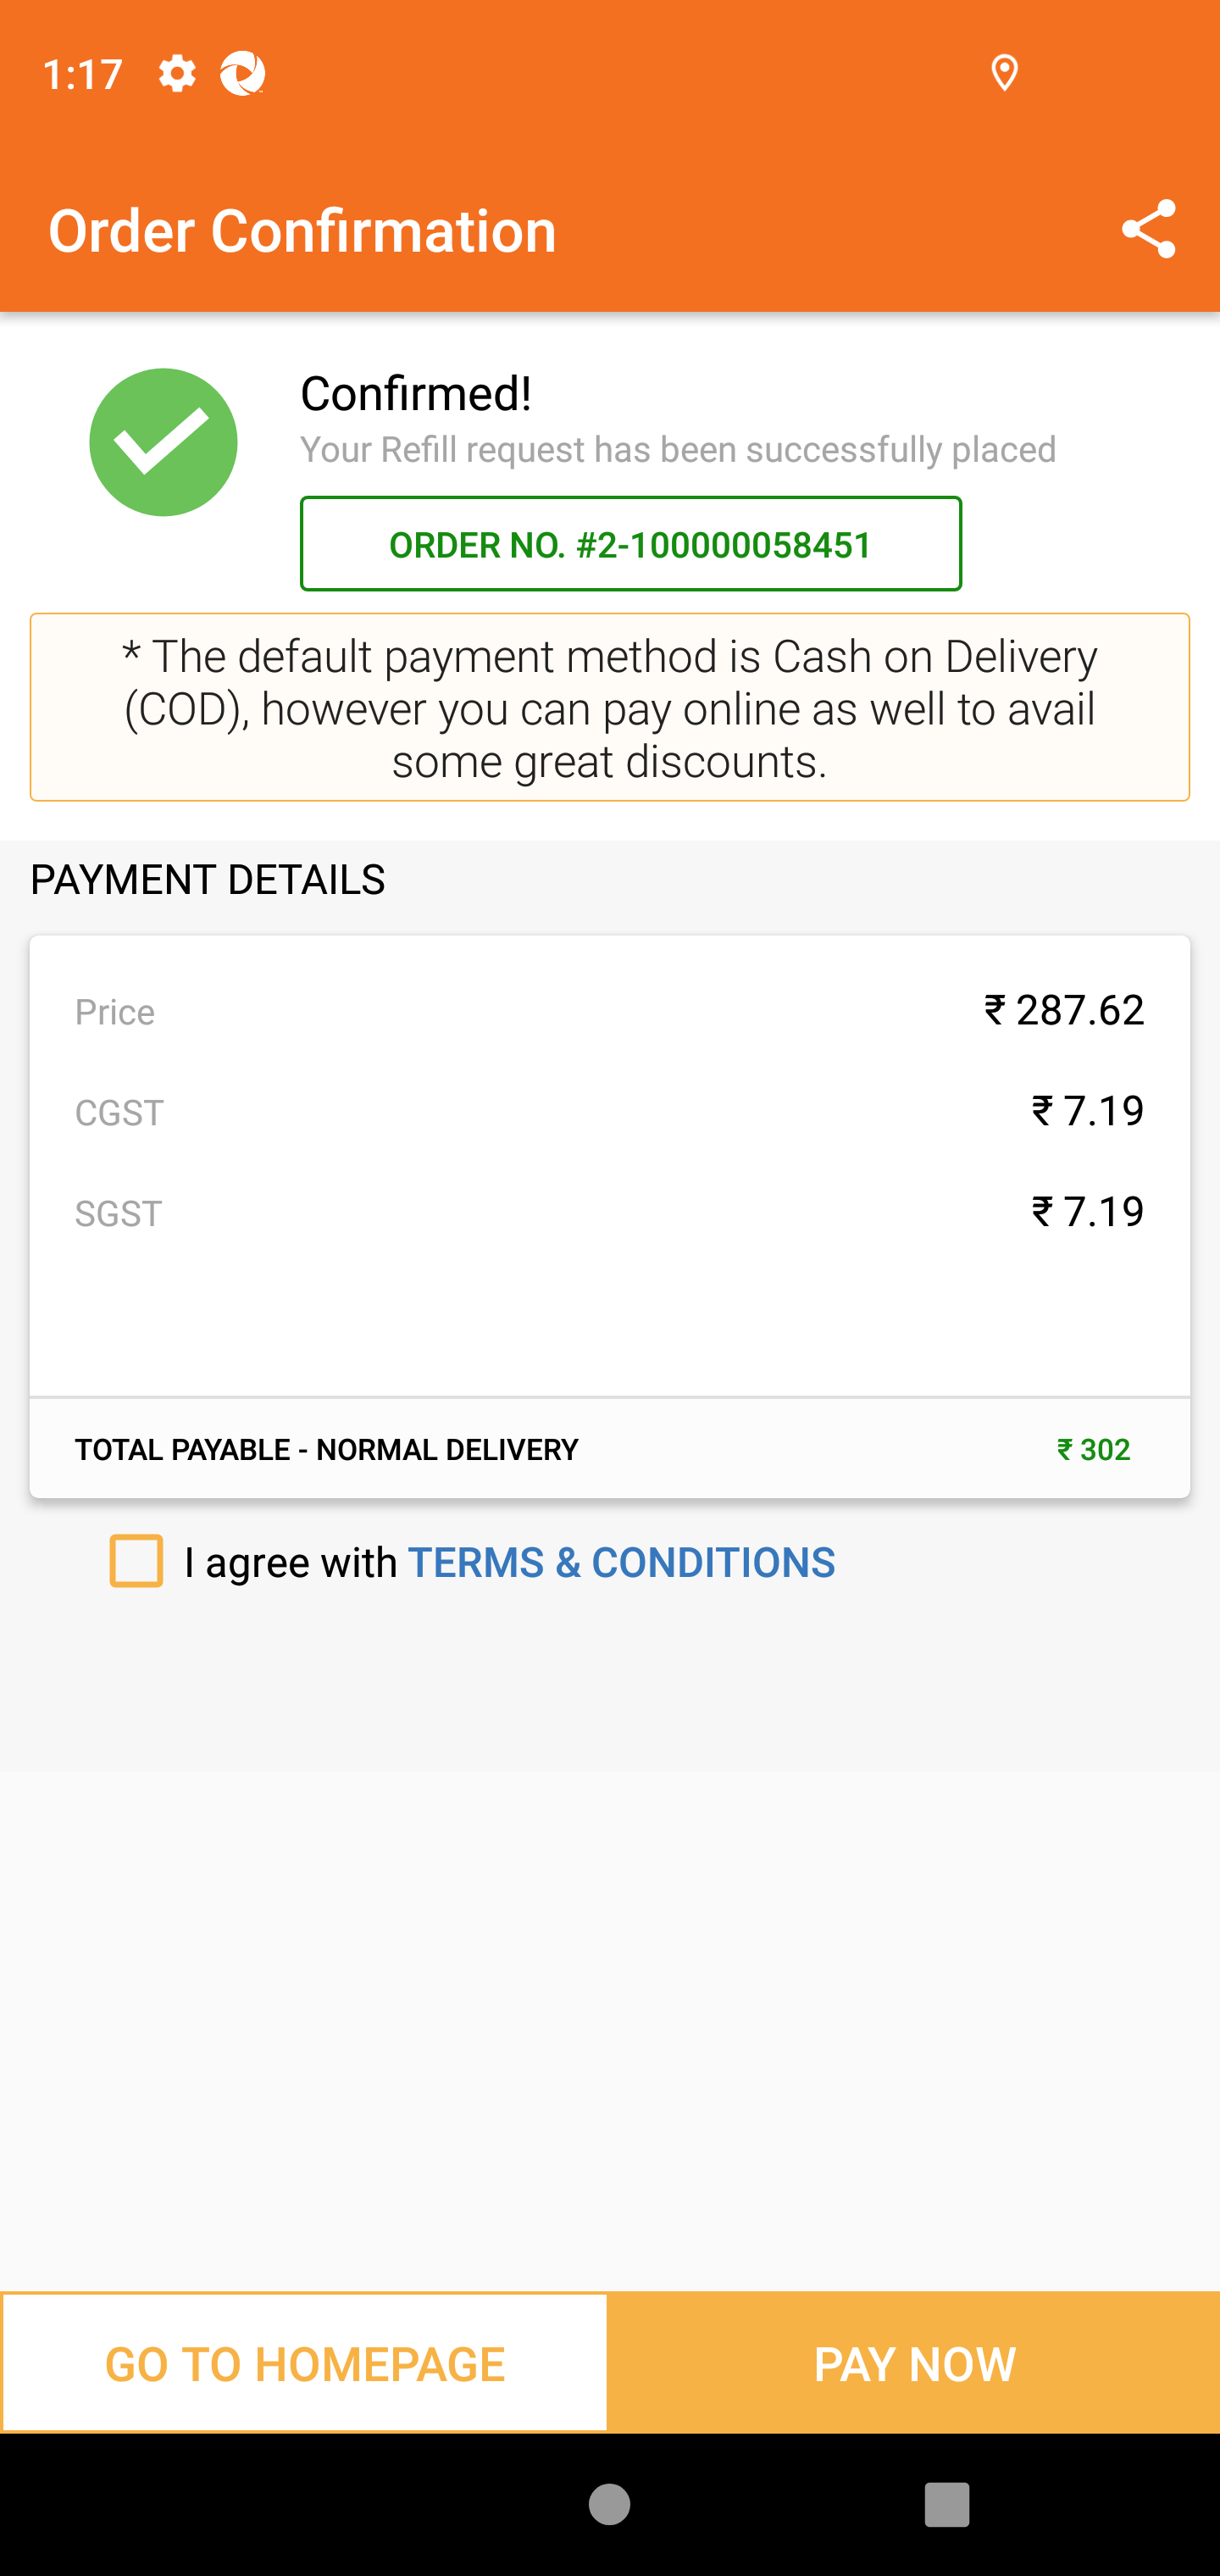 1:17
Order Confirmation
Confirmed!
Your Refill request has been successfully placed
ORDER NO. #2-100000058451
* The default payment method is Cash on Delivery
(COD), however you can pay online as well to avail
some great discounts.
PAYMENT DETAILS
Price ₹ 287.62
CGST ₹ 7.19
SGST ₹ 7.19
TOTAL PAYABLE - NORMAL DELIVERY ₹ 302
I agree with TERMS & CONDITIONS
GO TO HOMEPAGE PAY NOW